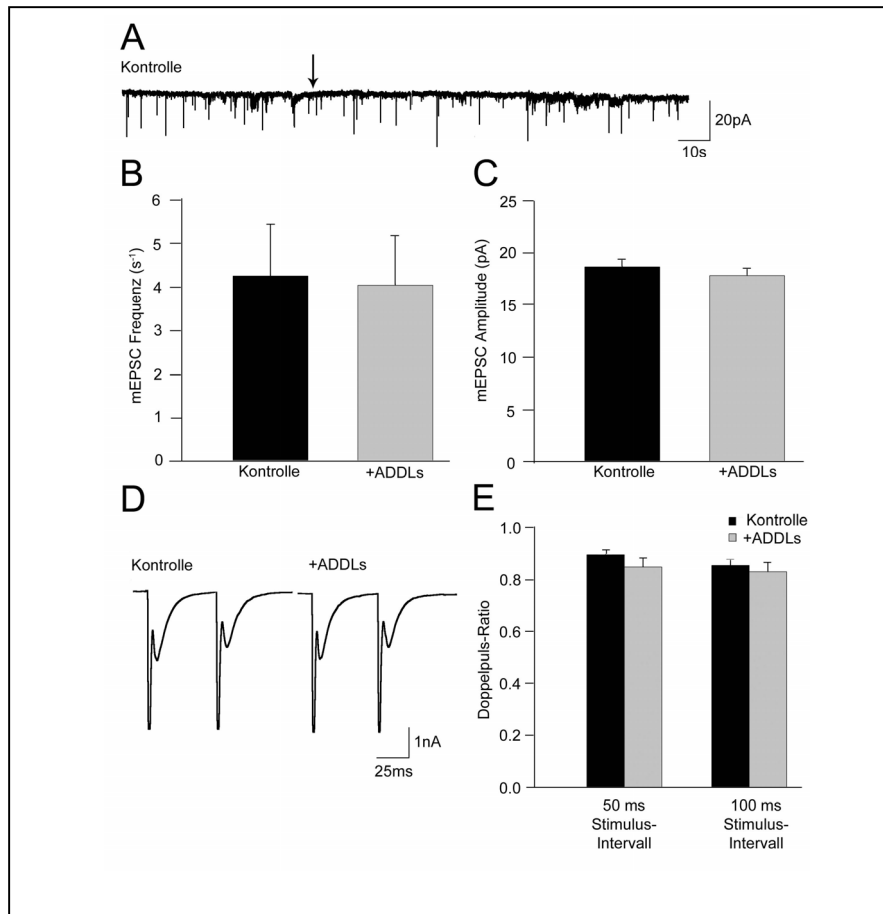 A
Kontrolle
20pA
10s
B
6
5
4
3
2
1
0
mEPSC Frequenz (s⁻¹)
Kontrolle
+ADDLs
C
25
20
15
10
5
0
mEPSC Amplitude (pA)
Kontrolle
+ADDLs
D
Kontrolle
+ADDLs
1nA
25ms
E
Kontrolle
+ADDLs
1.0
0.8
0.6
0.4
0.2
0.0
Doppelpuls-Ratio
50 ms
Stimulus-
Intervall
100 ms
Stimulus-
Intervall